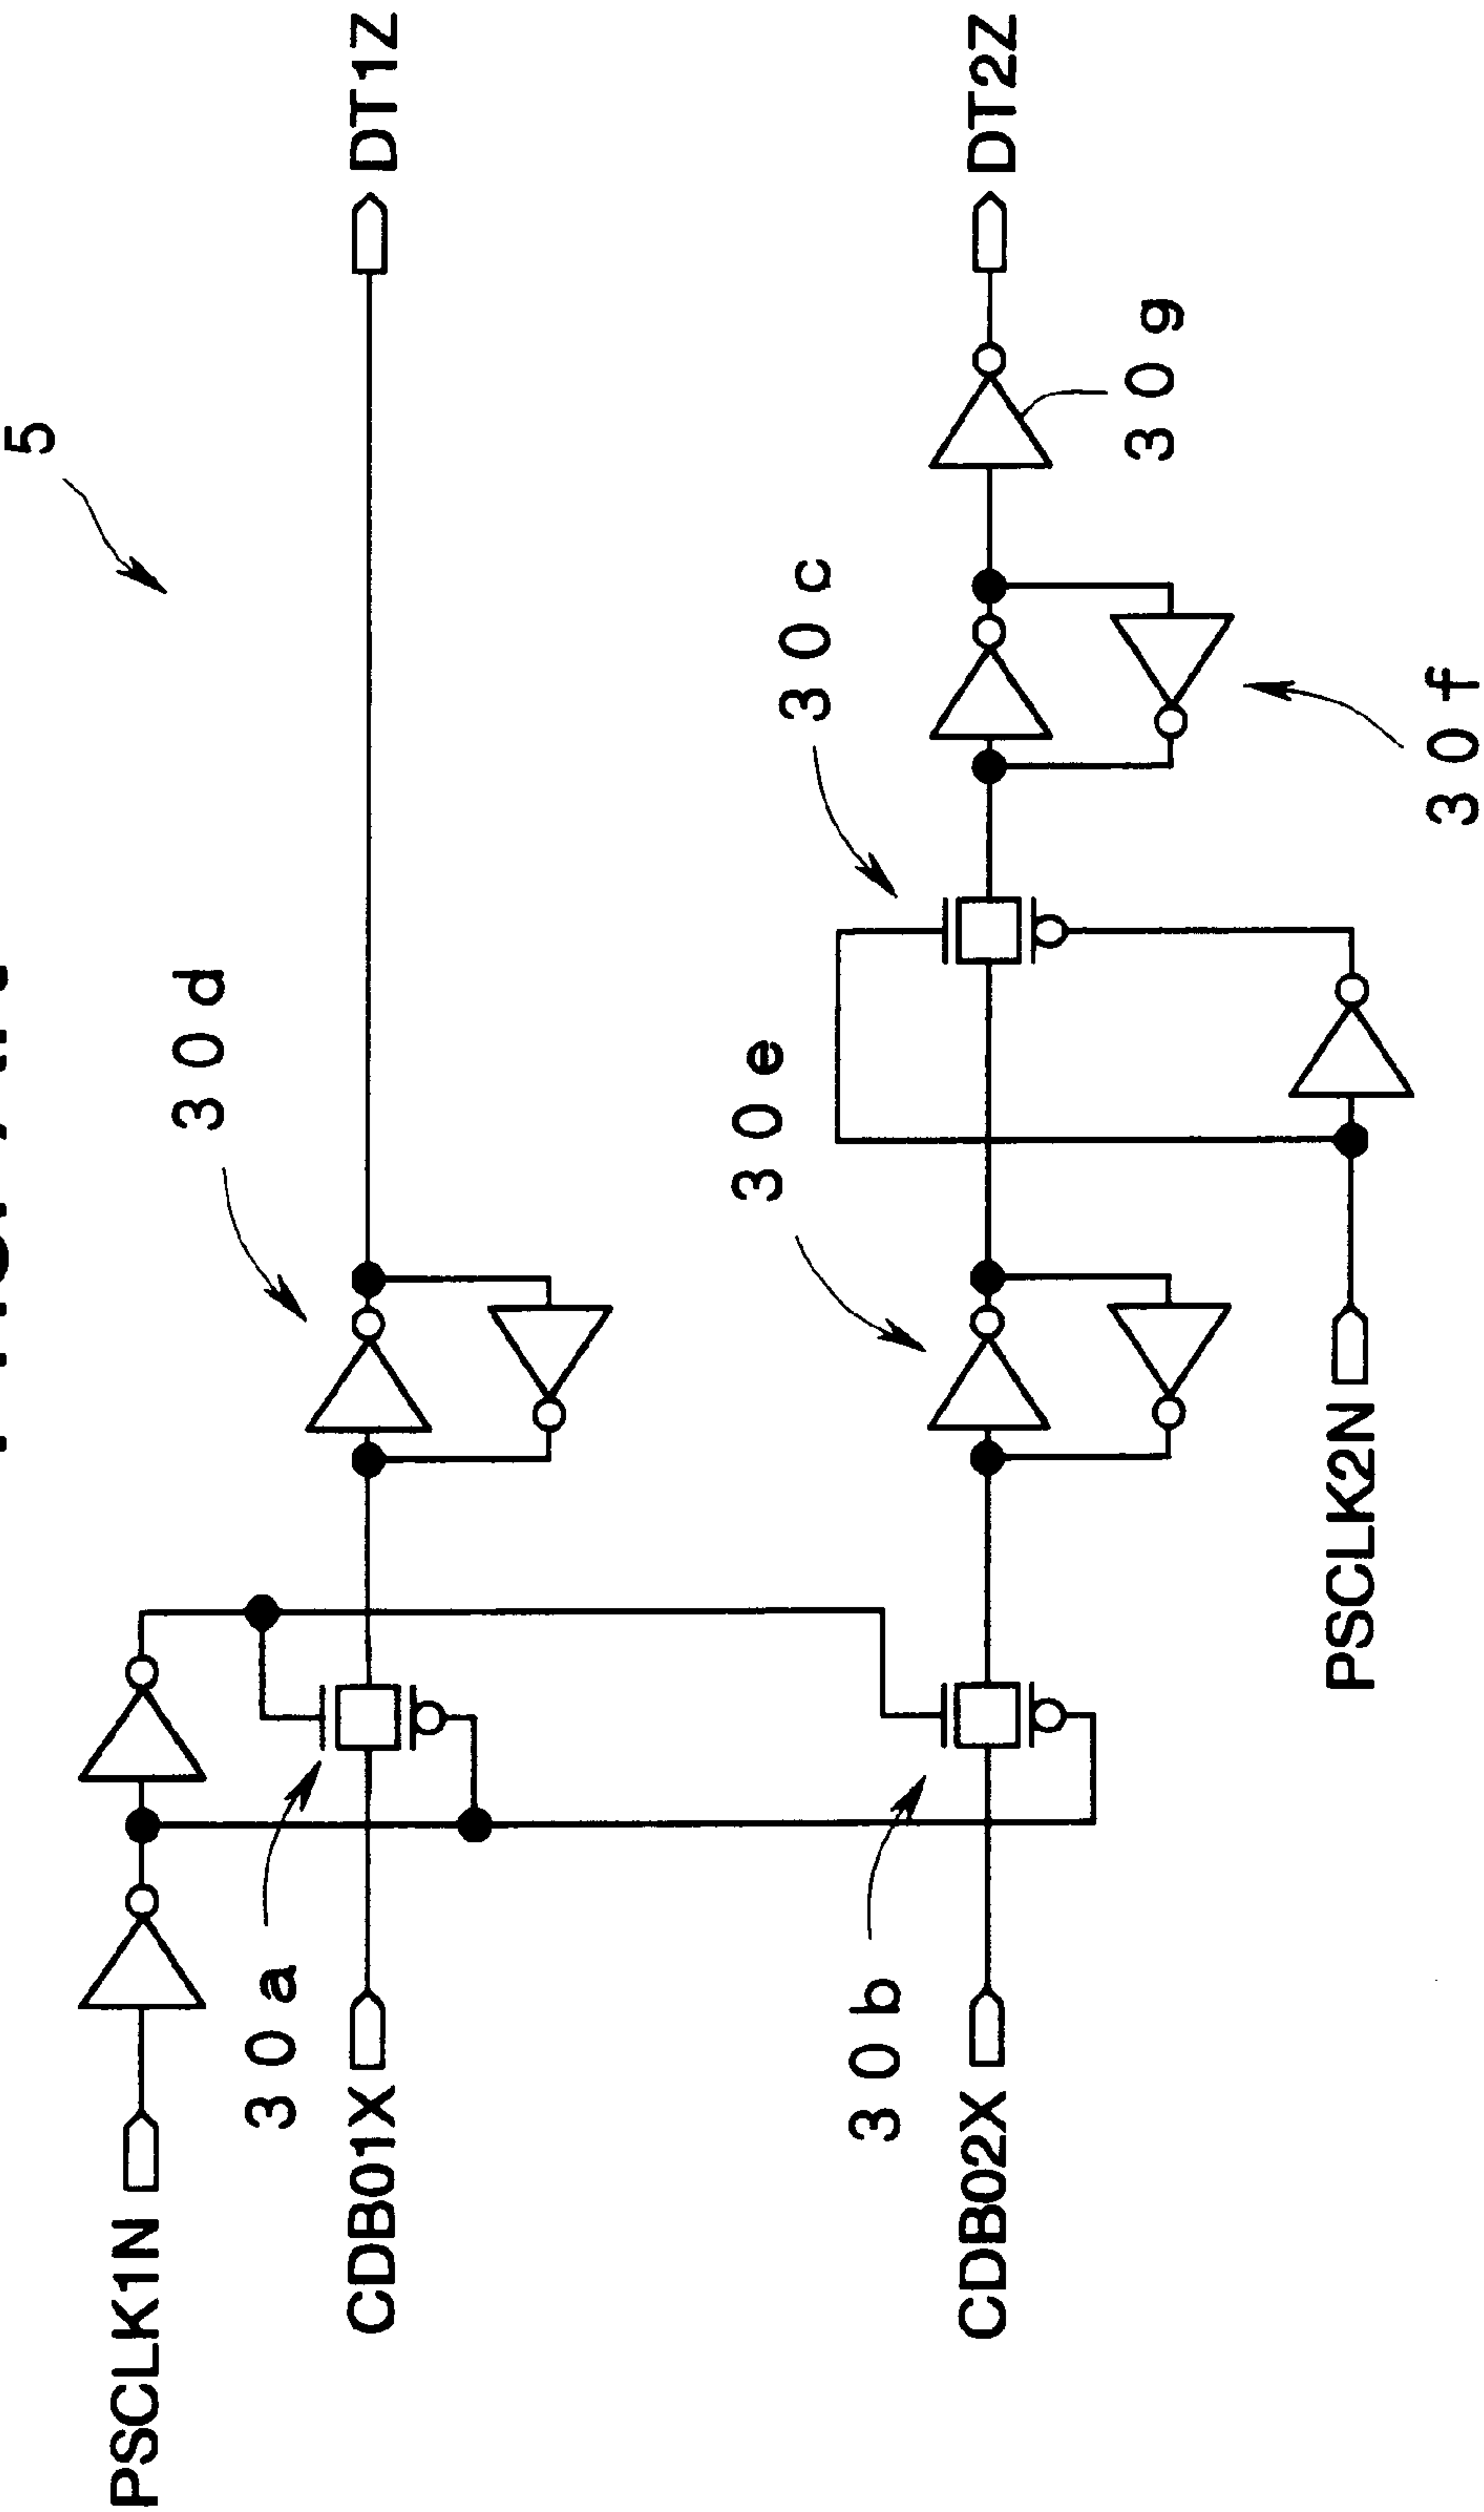 5
DT1Z
DT2Z
30d
30c
30g
30e
30f
30a
30b
PSCLK1N
CDB01X
CDB02X
PSCLK2N